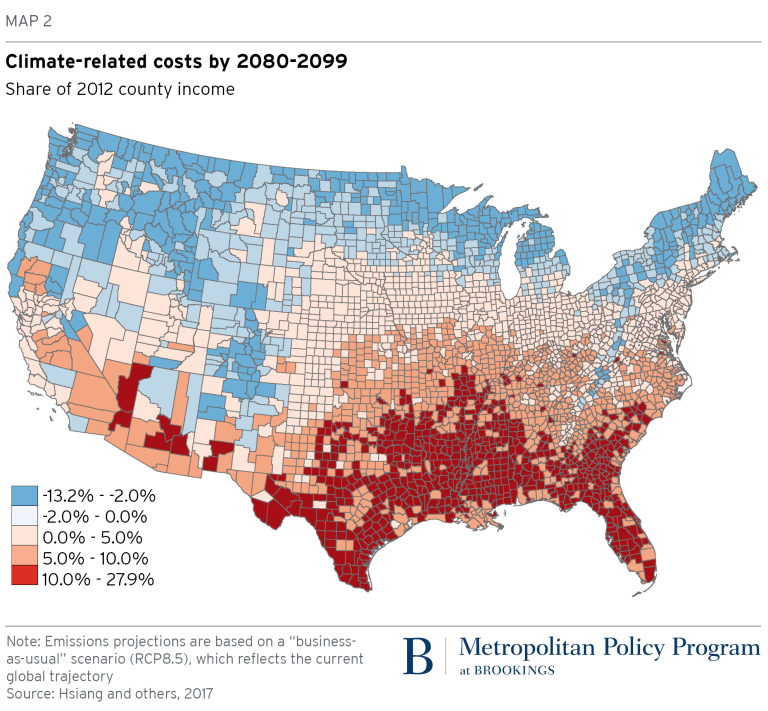 MAP 2
Climate-related costs by 2080-2099
Share of 2012 county income
-13.2% - -2.0%
-2.0% - 0.0%
0.0% - 5.0%
5.0% - 10.0%
10.0% - 27.9%
Note: Emissions projections are based on a “business-
as-usual” scenario (RCP8.5), which reflects the current
global trajectory
Source: Hsiang and others, 2017
B
Metropolitan Policy Program
at BROOKINGS